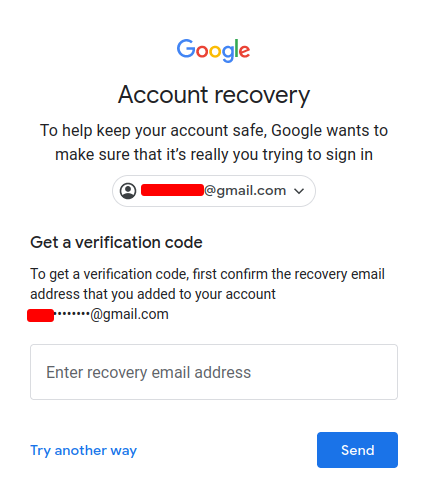 Google
Account recovery
To help keep your account safe, Google wants to
make sure that it’s really you trying to sign in
@gmail.com
Get a verification code
To get a verification code, first confirm the recovery email
address that you added to your account
••••••••@gmail.com
Enter recovery email address
Try another way
Send